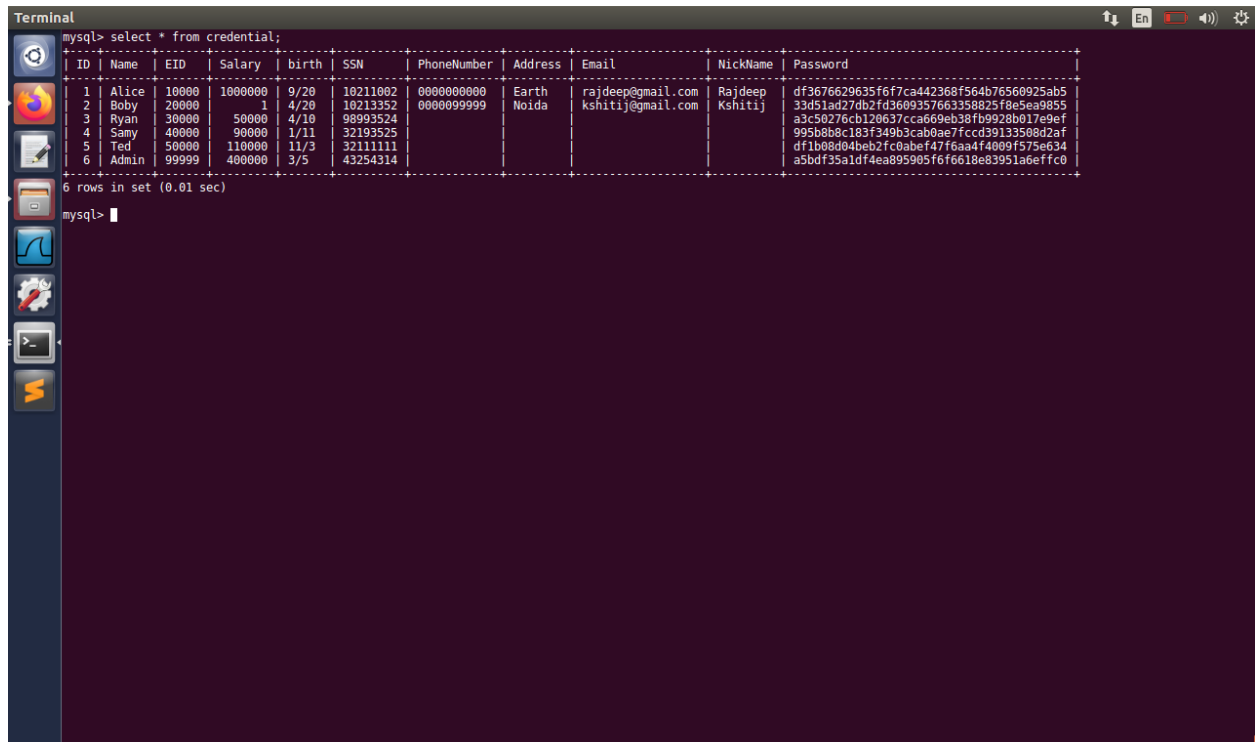 Terminal
En
mysql> select * from credential;
+----+-------+-------+---------+-------+----------+-------------+---------+-------------------+----------+------------------------------------------+
| ID | Name  | EID   | Salary  | birth | SSN      | PhoneNumber | Address | Email             | NickName | Password                                 |
+----+-------+-------+---------+-------+----------+-------------+---------+-------------------+----------+------------------------------------------+
|  1 | Alice | 10000 | 1000000 | 9/20  | 10211002 | 0000000000  | Earth   | rajdeep@gmail.com | Rajdeep  | df3676629635f6f7ca442368f564b76560925ab5 |
|  2 | Boby  | 20000 |       1 | 4/20  | 10213352 | 0000099999  | Noida   | kshitij@gmail.com | Kshitij  | 33d51ad27db2fd3609357663358825f8e5ea9855 |
|  3 | Ryan  | 30000 |   50000 | 4/10  | 98993524 |             |         |                   |          | a3c50276cb120637cca669eb38fb9928b017e9ef |
|  4 | Samy  | 40000 |   90000 | 1/11  | 32193525 |             |         |                   |          | 995b8b8c183f349b3cab0ae7fccd39133508d2af |
|  5 | Ted   | 50000 |  110000 | 11/3  | 32111111 |             |         |                   |          | df1b08d04beb2fc0abef47f6aa4f4009f575e634 |
|  6 | Admin | 99999 |  400000 | 3/5   | 43254314 |             |         |                   |          | a5bdf35a1df4ea895905f6f6618e83951a6effc0 |
+----+-------+-------+---------+-------+----------+-------------+---------+-------------------+----------+------------------------------------------+
6 rows in set (0.01 sec)
mysql>